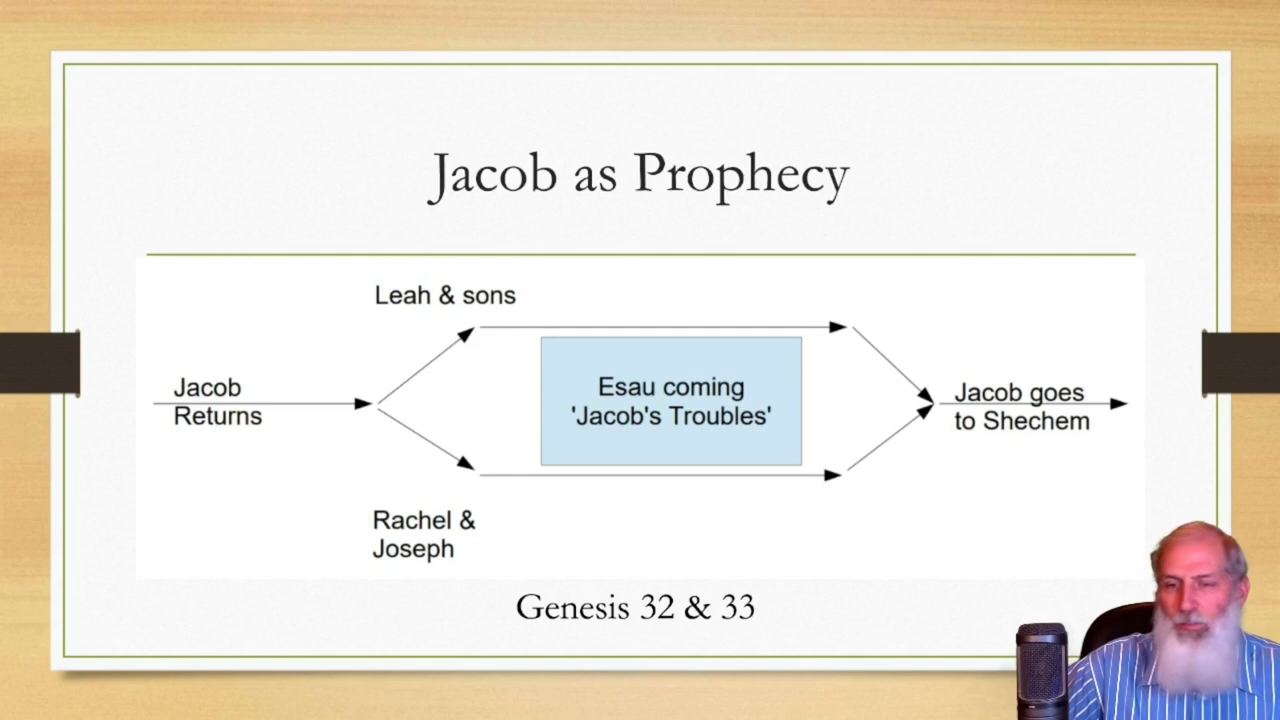 Jacob as Prophecy
Leah & sons
Jacob
Returns
Esau coming
'Jacob's Troubles'
Jacob goes
to Shechem
Rachel &
Joseph
Genesis 32 & 33